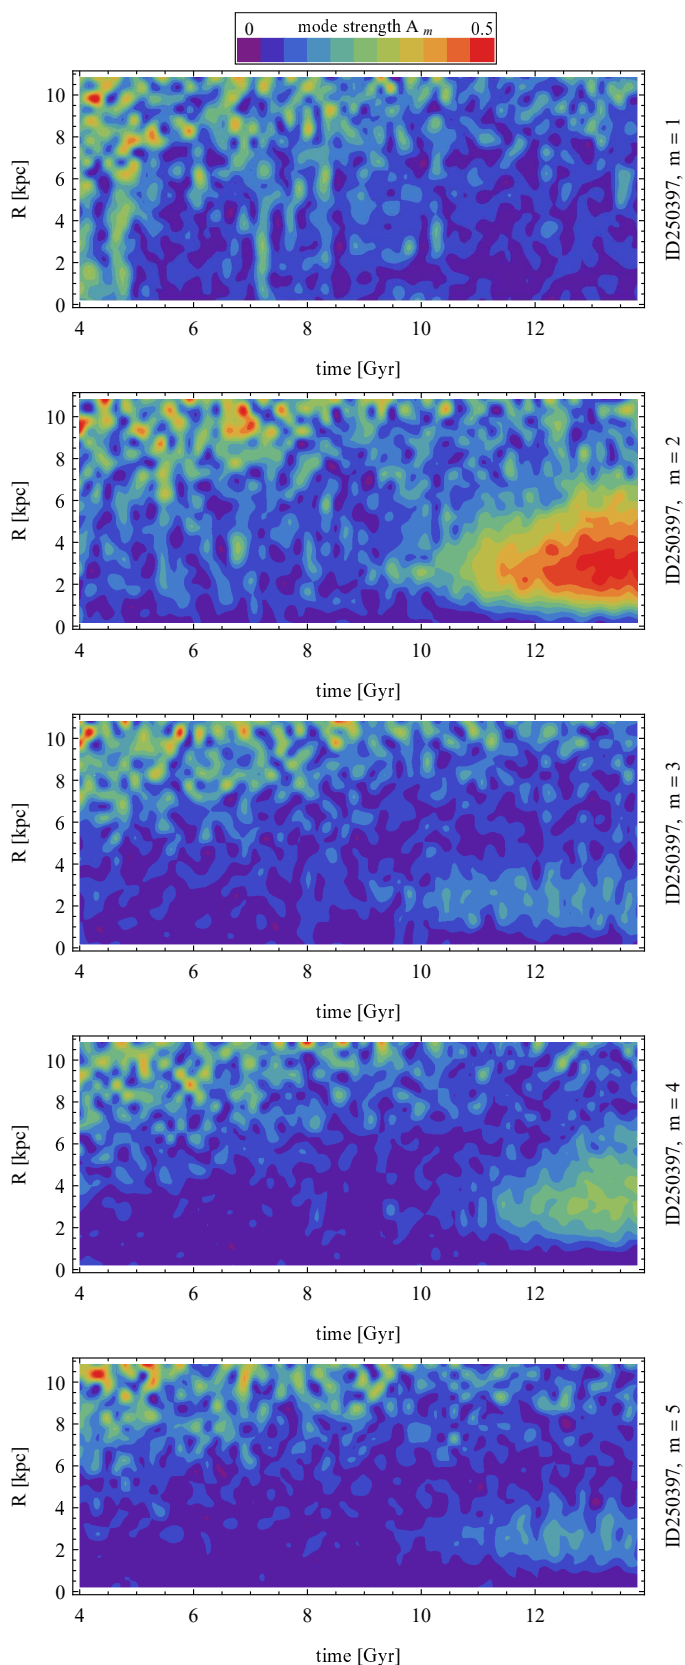 0 mode strength A m 0.5
10
8
6
4
2
0
R [kpc]
ID250397, m = 1
4 6 8 10 12
time [Gyr]
10
8
6
4
2
0
R [kpc]
ID250397, m = 2
4 6 8 10 12
time [Gyr]
10
8
6
4
2
0
R [kpc]
ID250397, m = 3
4 6 8 10 12
time [Gyr]
10
8
6
4
2
0
R [kpc]
ID250397, m = 4
4 6 8 10 12
time [Gyr]
10
8
6
4
2
0
R [kpc]
ID250397, m = 5
4 6 8 10 12
time [Gyr]